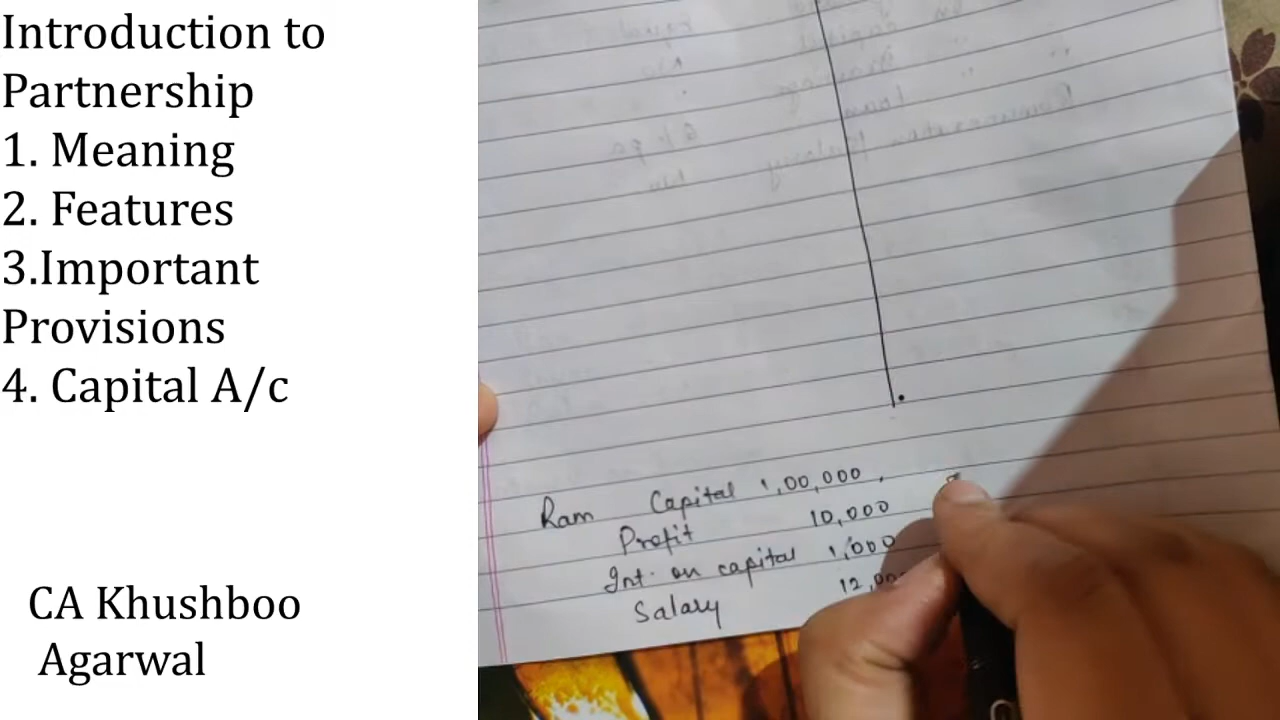 Introduction to
Partnership
1. Meaning
2. Features
3.Important
Provisions
4. Capital A/c
CA Khushboo
Agarwal
Ram Capital 1,00,000
Profit 10,000
Int. on capital 1,000
Salary